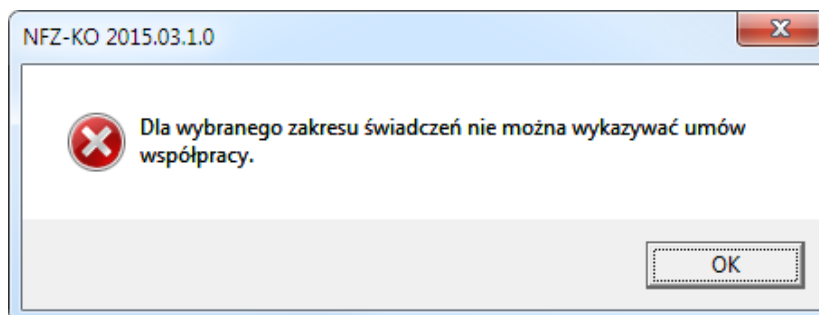 NFZ-KO 2015.03.1.0
Dla wybranego zakresu świadczeń nie można wykazywać umów
współpracy.
OK